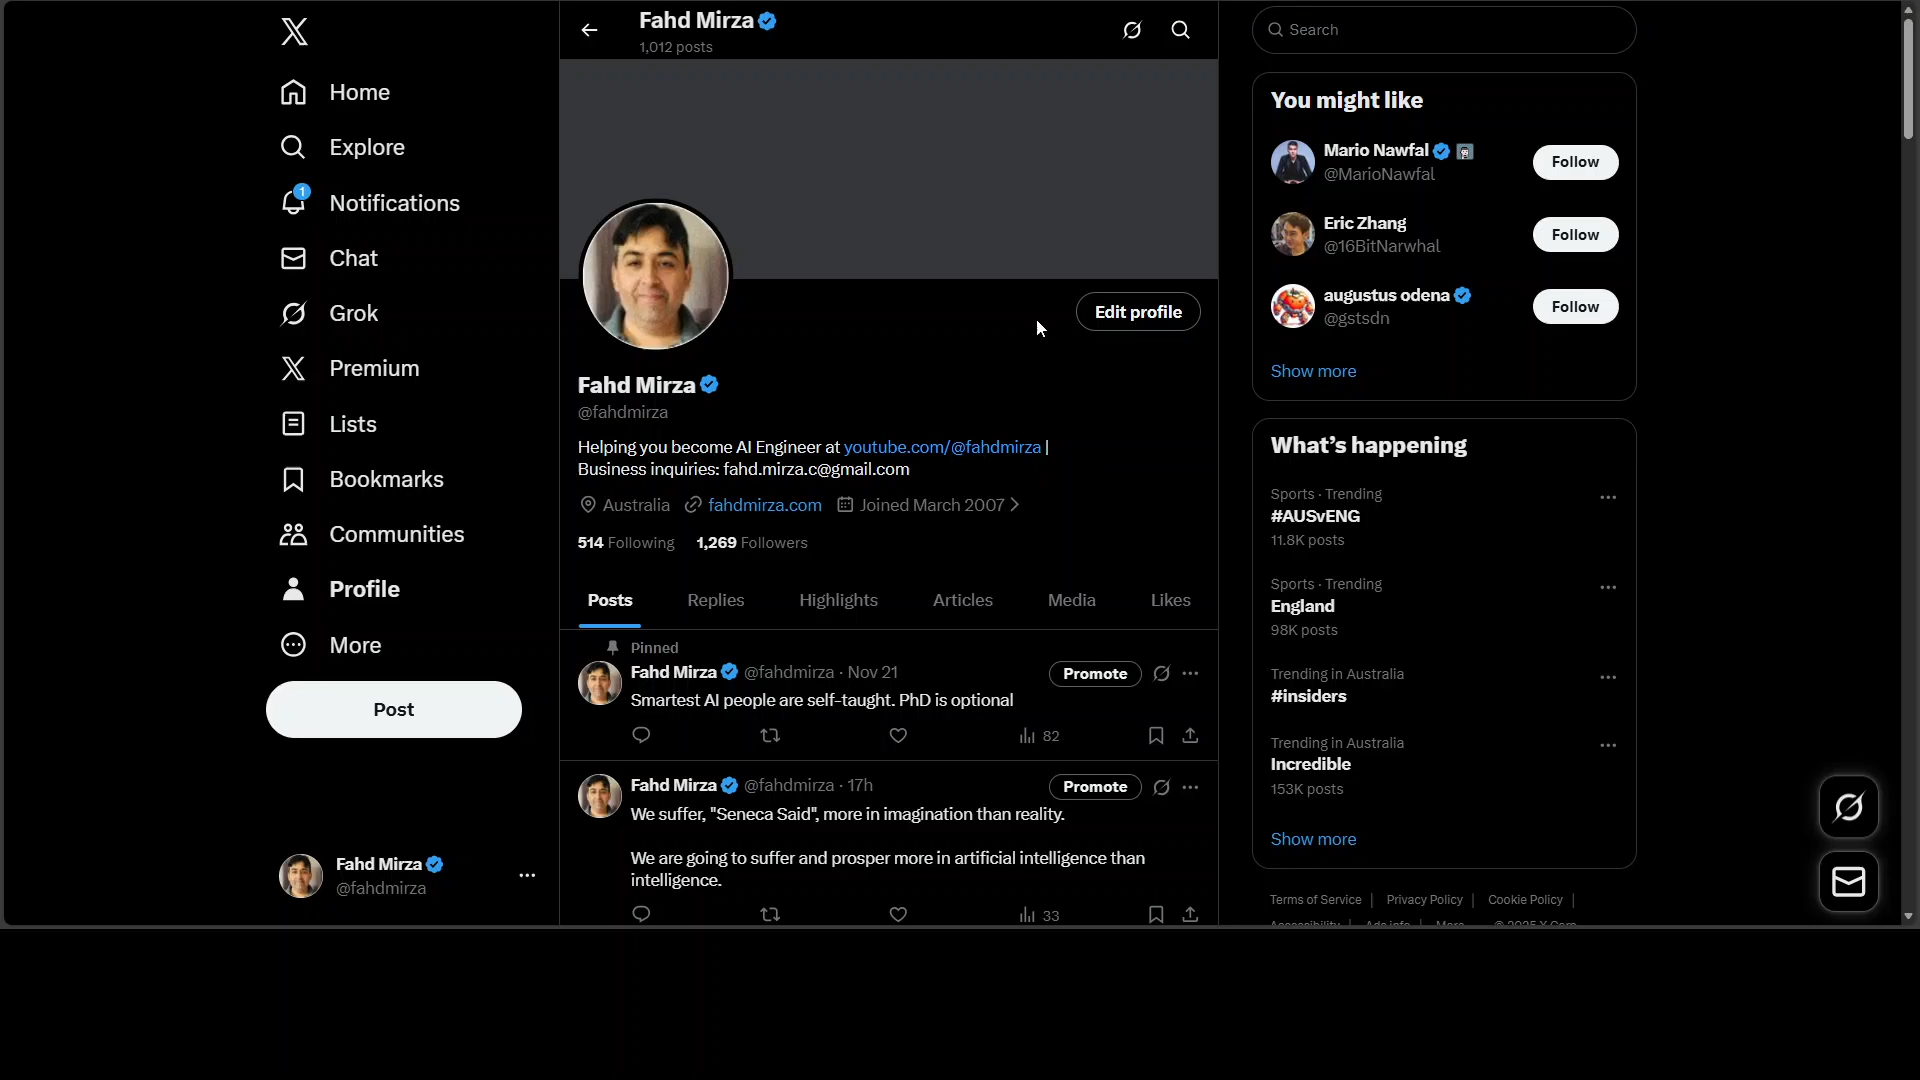 Home
Explore
1
Notifications
Chat
Grok
Premium
Lists
Bookmarks
Communities
Profile
More
Post
Fahd Mirza
@fahdmirza
Fahd Mirza
1,012 posts
Edit profile
Fahd Mirza
@fahdmirza
Helping you become AI Engineer at youtube.com/@fahdmirza |
Business inquiries: fahd.mirza.c@gmail.com
Australia fahdmirza.com Joined March 2007
514 Following 1,269 Followers
Posts Replies Highlights Articles Media Likes
Pinned
Fahd Mirza @fahdmirza · Nov 21 Promote
Smartest AI people are self-taught. PhD is optional
82
Fahd Mirza @fahdmirza · 17h Promote
We suffer, "Seneca Said", more in imagination than reality.
We are going to suffer and prosper more in artificial intelligence than
intelligence.
33
Search
You might like
Mario Nawfal
@MarioNawfal
Follow
Eric Zhang
@16BitNarwhal
Follow
augustus odena
@gstsdn
Follow
Show more
What's happening
Sports · Trending
#AUSvENG
11.8K posts
Sports · Trending
England
98K posts
Trending in Australia
#insiders
Trending in Australia
Incredible
153K posts
Show more
Terms of Service | Privacy Policy | Cookie Policy |
Accessibility | Ads info | More © 2025 X Corp